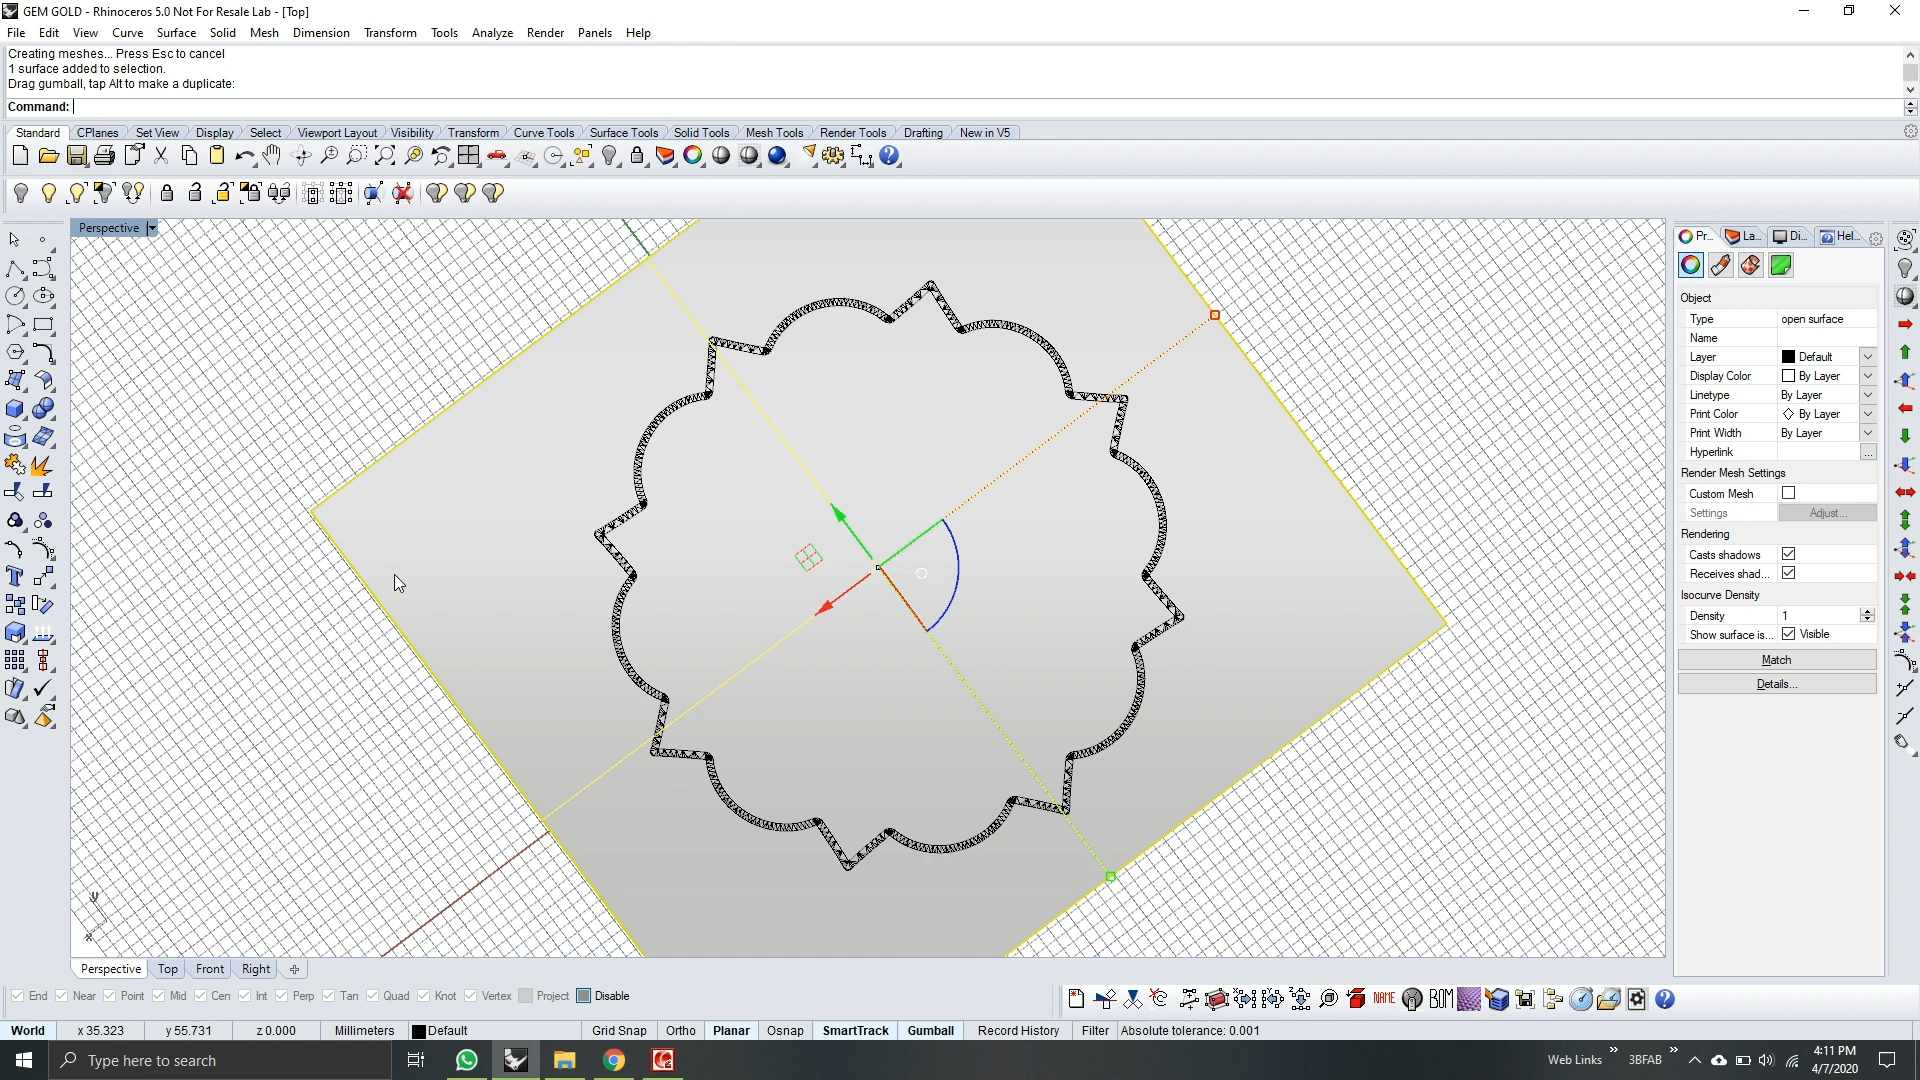 GEM GOLD - Rhinoceros 5.0 Not For Resale Lab - [Top]
File Edit View Curve Surface Solid Mesh Dimension Transform Tools Analyze Render Panels Help
Creating meshes... Press Esc to cancel
1 surface added to selection.
Drag gumball, tap Alt to make a duplicate:
Command:
Standard CPlanes Set View Display Select Viewport Layout Visibility Transform Curve Tools Surface Tools Solid Tools Mesh Tools Render Tools Drafting New in V5
Perspective
Pr... La... Di... Hel...
Object
Type open surface
Name
Layer Default
Display Color By Layer
Linetype By Layer
Print Color By Layer
Print Width By Layer
Hyperlink ...
Render Mesh Settings
Custom Mesh
Settings Adjust...
Rendering
Casts shadows
Receives shad...
Isocurve Density
Density 1
Show surface is... Visible
Match
Details...
y
x
Perspective Top Front Right
End Near Point Mid Cen Int Perp Tan Quad Knot Vertex Project Disable
NAME BOM
World x 35.323 y 55.731 z 0.000 Millimeters Default Grid Snap Ortho Planar Osnap SmartTrack Gumball Record History Filter Absolute tolerance: 0.001
Type here to search
Web Links » 3BFAB »
4:11 PM
4/7/2020